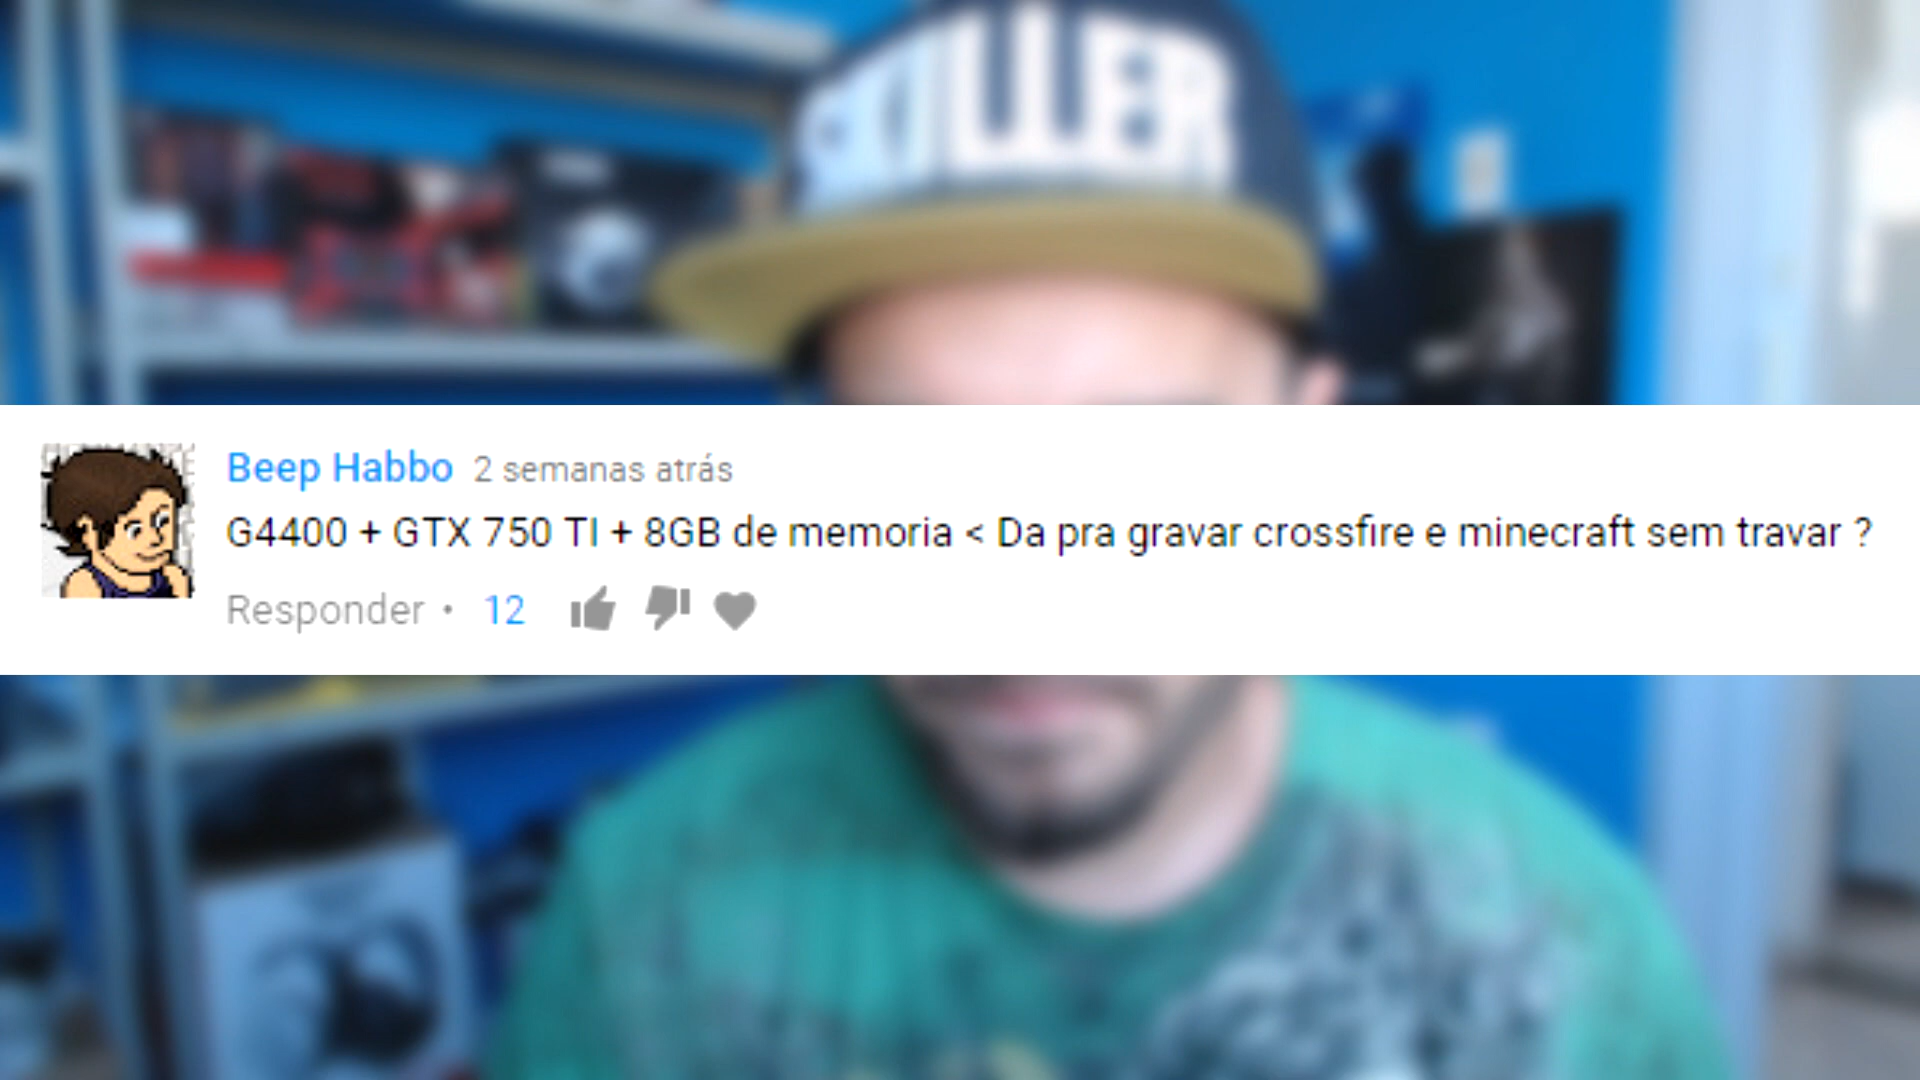 Beep Habbo 2 semanas atrás
G4400 + GTX 750 TI + 8GB de memoria < Da pra gravar crossfire e minecraft sem travar ?
Responder • 12